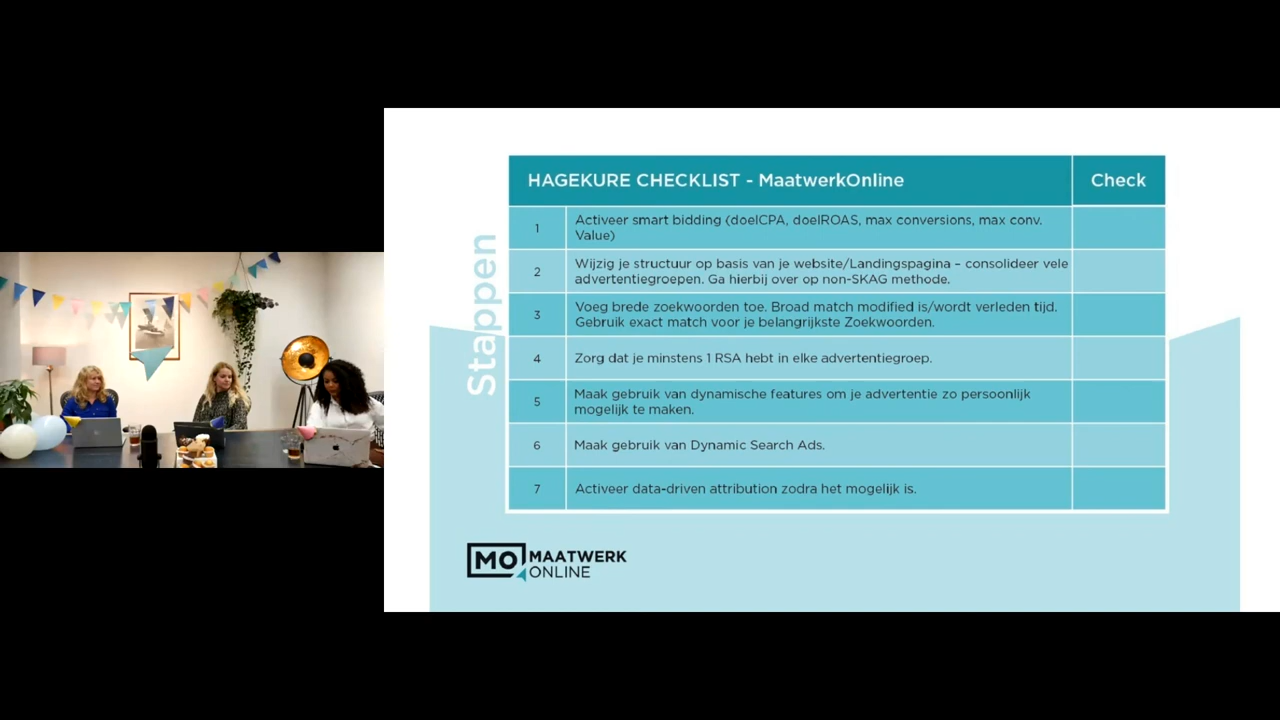 HAGEKURE CHECKLIST - MaatwerkOnline
Check
Stappen
1
Activeer smart bidding (doelCPA, doelROAS, max conversions, max conv.
Value)
2
Wijzig je structuur op basis van je website/Landingspagina – consolideer vele
advertentiegroepen. Ga hierbij over op non-SKAG methode.
3
Voeg brede zoekwoorden toe. Broad match modified is/wordt verleden tijd.
Gebruik exact match voor je belangrijkste Zoekwoorden.
4
Zorg dat je minstens 1 RSA hebt in elke advertentiegroep.
5
Maak gebruik van dynamische features om je advertentie zo persoonlijk
mogelijk te maken.
6
Maak gebruik van Dynamic Search Ads.
7
Activeer data-driven attribution zodra het mogelijk is.
MO MAATWERK
ONLINE